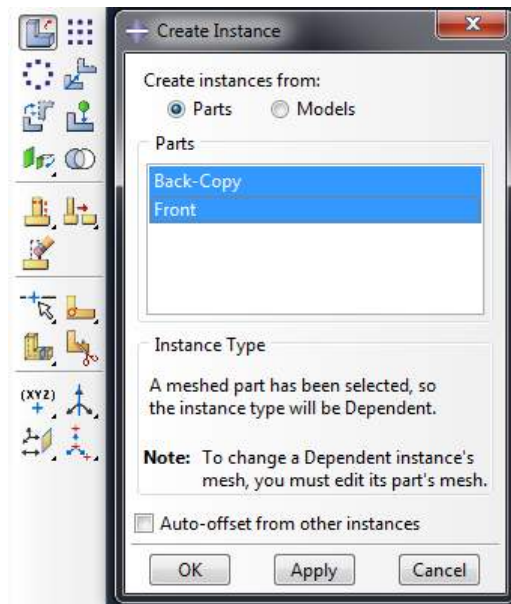 Create Instance
Create instances from:
Parts Models
Parts
Back-Copy
Front
Instance Type
A meshed part has been selected, so
the instance type will be Dependent.
Note: To change a Dependent instance's
mesh, you must edit its part's mesh.
Auto-offset from other instances
OK Apply Cancel
(XYZ)